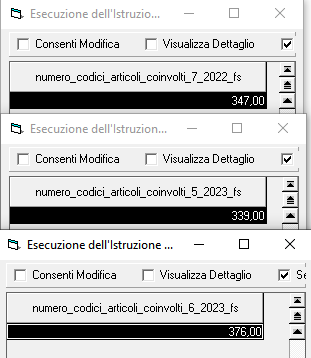 Esecuzione dell'Istruzio...
Consenti Modifica Visualizza Dettaglio
numero_codici_articoli_coinvolti_7_2022_fs
347,00
Esecuzione dell'Istruzion...
Consenti Modifica Visualizza Dettaglio
numero_codici_articoli_coinvolti_5_2023_fs
339,00
Esecuzione dell'Istruzione ...
Consenti Modifica Visualizza Dettaglio Se
numero_codici_articoli_coinvolti_6_2023_fs
376,00